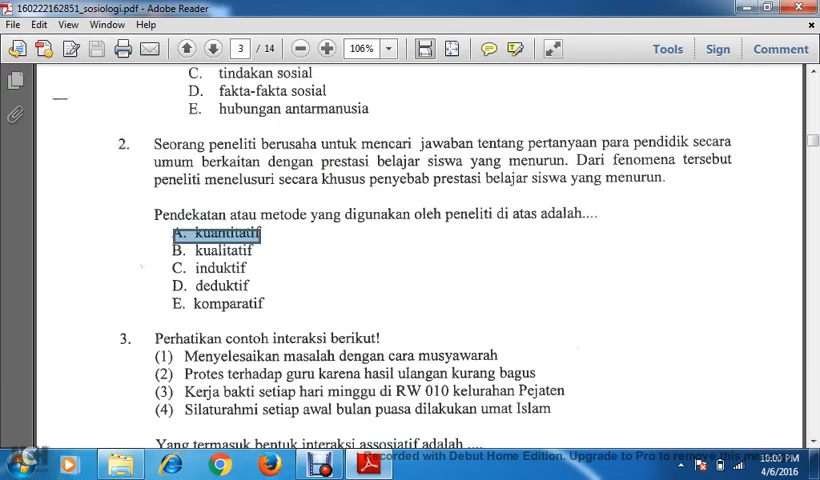 160222162851_sosiologi.pdf - Adobe Reader
File Edit View Window Help
3 / 14 106% Tools Sign Comment
C. tindakan sosial
D. fakta-fakta sosial
E. hubungan antarmanusia
2. Seorang peneliti berusaha untuk mencari jawaban tentang pertanyaan para pendidik secara
umum berkaitan dengan prestasi belajar siswa yang menurun. Dari fenomena tersebut
peneliti menelusuri secara khusus penyebab prestasi belajar siswa yang menurun.
Pendekatan atau metode yang digunakan oleh peneliti di atas adalah....
A. kuantitatif
B. kualitatif
C. induktif
D. deduktif
E. komparatif
3. Perhatikan contoh interaksi berikut!
(1) Menyelesaikan masalah dengan cara musyawarah
(2) Protes terhadap guru karena hasil ulangan kurang bagus
(3) Kerja bakti setiap hari minggu di RW 010 kelurahan Pejaten
(4) Silaturahmi setiap awal bulan puasa dilakukan umat Islam
Yang termasuk bentuk interaksi assosiatif adalah ....
Recorded with Debut Home Edition. Upgrade to Pro to remove this
10:00 PM
4/6/2016